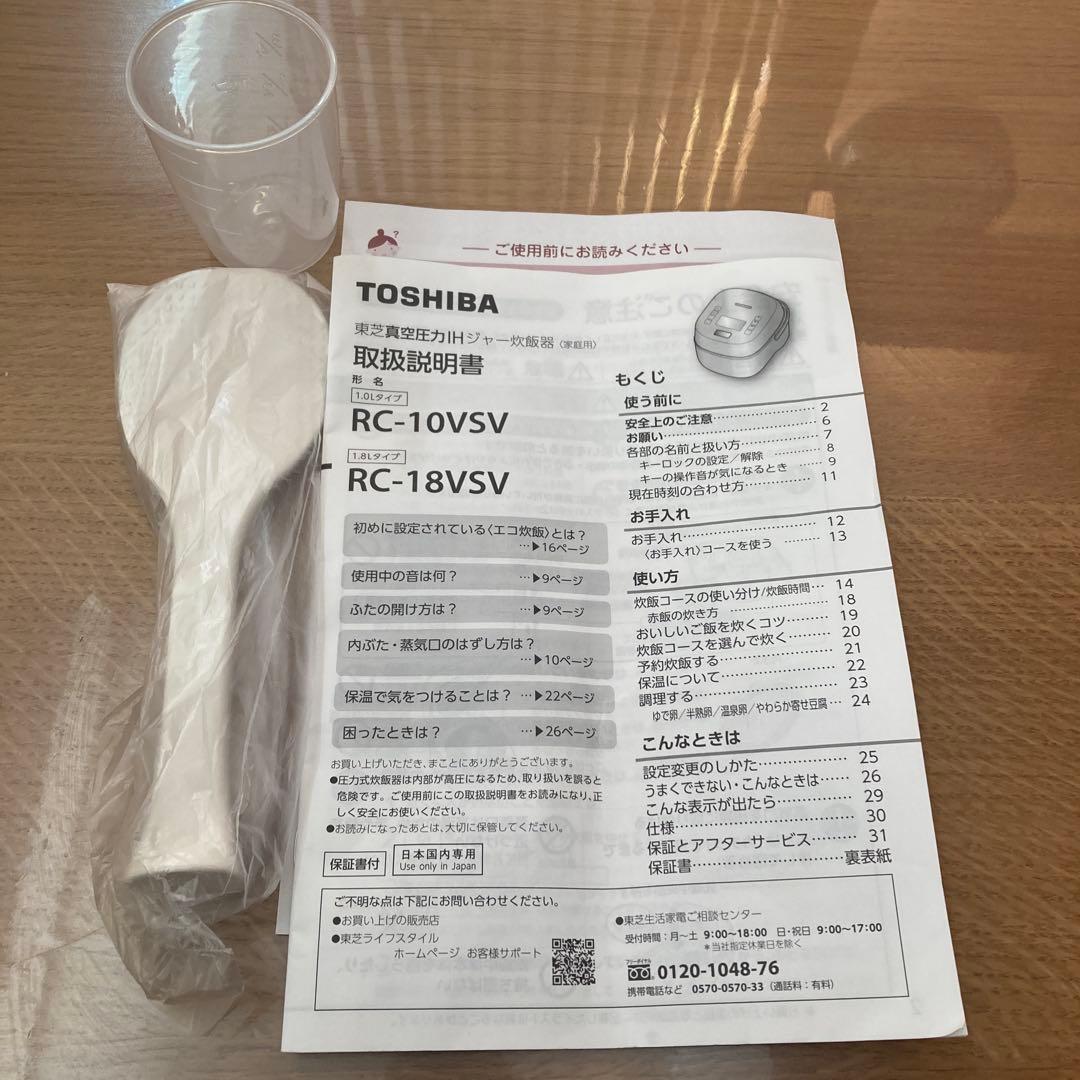 ご使用前にお読みください
TOSHIBA
東芝真空圧力IHジャー炊飯器〈家庭用〉
取扱説明書
形 名
1.0Lタイプ
RC-10VSV
1.8Lタイプ
RC-18VSV
初めに設定されている〈エコ炊飯〉とは?
…▶16ページ
使用中の音は何? …▶9ページ
ふたの開け方は? …▶9ページ
内ぶた・蒸気口のはずし方は?
…▶10ページ
保温で気をつけることは? …▶22ページ
困ったときは? …▶26ページ
お買い上げいただき、まことにありがとうございます。
●圧力式炊飯器は内部が高圧になるため、取り扱いを誤ると
危険です。ご使用前にこの取扱説明書をお読みになり、正
しく安全にお使いください。
●お読みになったあとは、大切に保管してください。
保証書付
日本国内専用
Use only in Japan
もくじ
使う前に
安全上のご注意…………… 2
お願い…………… 6
各部の名前と扱い方…………… 7
キーロックの設定/解除 ………… 8
キーの操作音が気になるとき …… 9
現在時刻の合わせ方………… 11
お手入れ
お手入れ…………… 12
〈お手入れ〉コースを使う ……… 13
使い方
炊飯コースの使い分け/炊飯時間… 14
赤飯の炊き方 …………… 18
おいしいご飯を炊くコツ……… 19
炊飯コースを選んで炊く……… 20
予約炊飯する…………… 21
保温について…………… 22
調理する…………… 23
ゆで卵/半熟卵/温泉卵/やわらか寄せ豆腐… 24
こんなときは
設定変更のしかた………… 25
うまくできない・こんなときは…… 26
こんな表示が出たら………… 29
仕様…………… 30
保証とアフターサービス……… 31
保証書…………… 裏表紙
ご不明な点は下記にお問い合わせください。
●お買い上げの販売店
●東芝ライフスタイル
ホームページ お客様サポート
●東芝生活家電ご相談センター
受付時間:月〜土 9:00〜18:00 日・祝日 9:00〜17:00
*当社指定休業日を除く
フリーダイヤル
0120-1048-76
携帯電話など 0570-0570-33(通話料:有料)